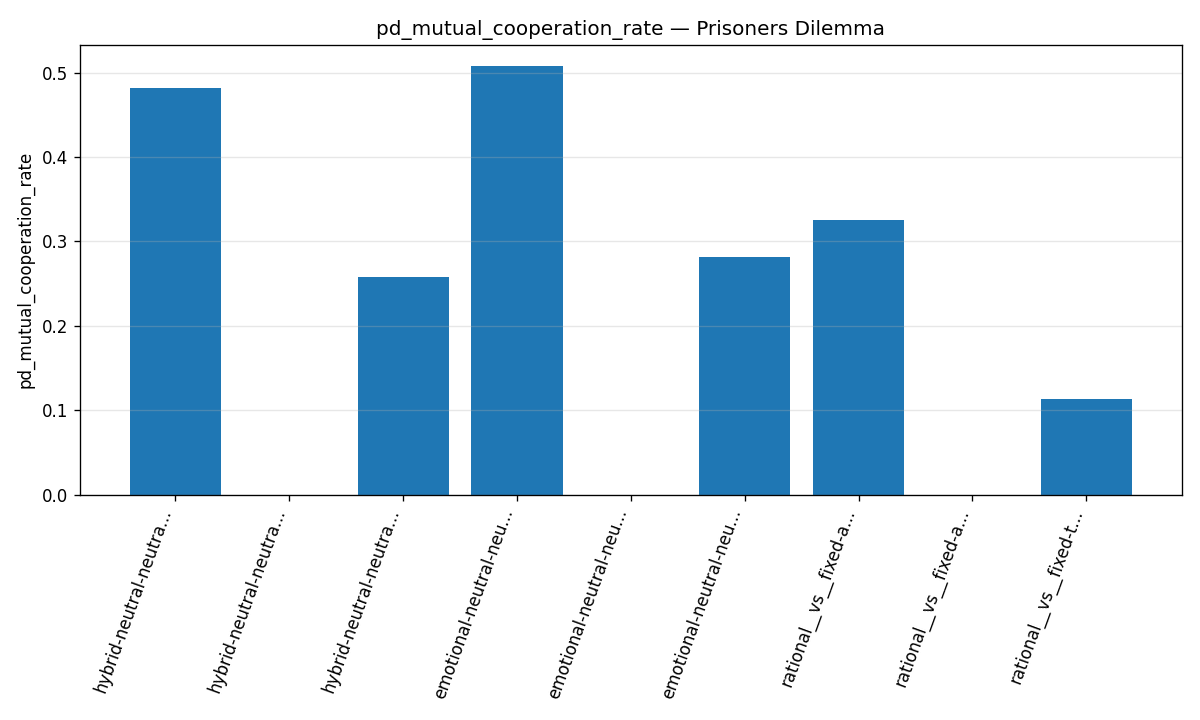 pd_mutual_cooperation_rate — Prisoners Dilemma
pd_mutual_cooperation_rate
0.5
0.4
0.3
0.2
0.1
0.0
hybrid-neutral-neutra...
hybrid-neutral-neutra...
hybrid-neutral-neutra...
emotional-neutral-neu...
emotional-neutral-neu...
emotional-neutral-neu...
rational__vs__fixed-a...
rational__vs__fixed-a...
rational__vs__fixed-t...